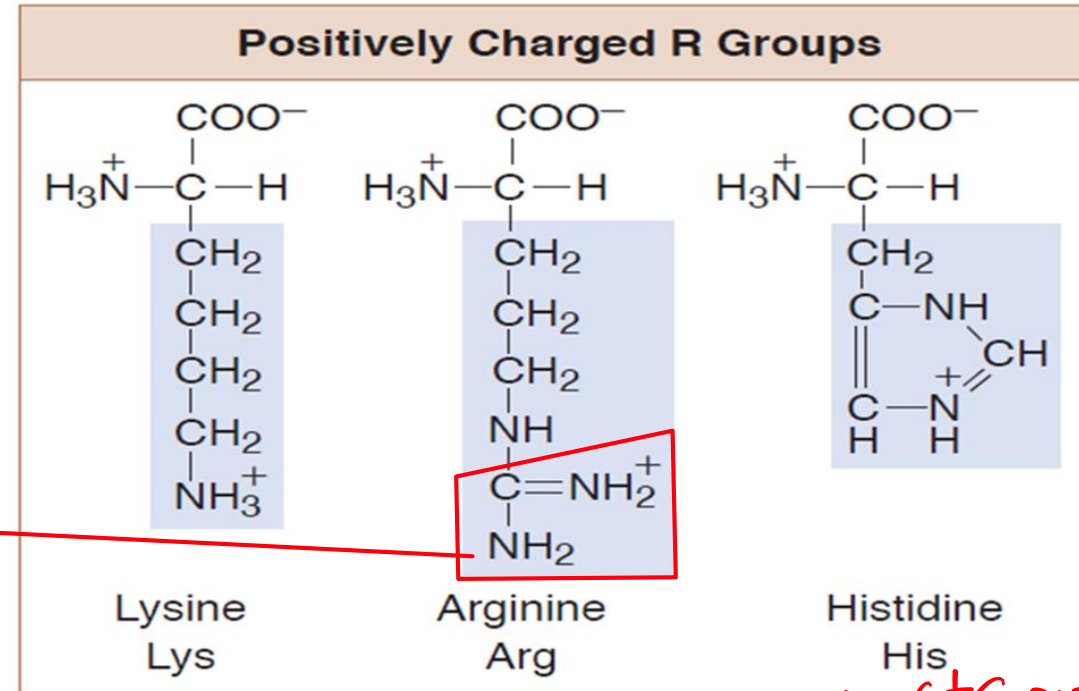 Positively Charged R Groups
COO⁻ COO⁻ COO⁻
H₃N⁺—C—H H₃N⁺—C—H H₃N⁺—C—H
CH₂ CH₂ CH₂
CH₂ CH₂ C—NH
CH₂ CH₂ CH
CH₂ NH C—N⁺
H H
NH₃⁺ C=NH₂⁺
NH₂
Lysine Arginine Histidine
Lys Arg His